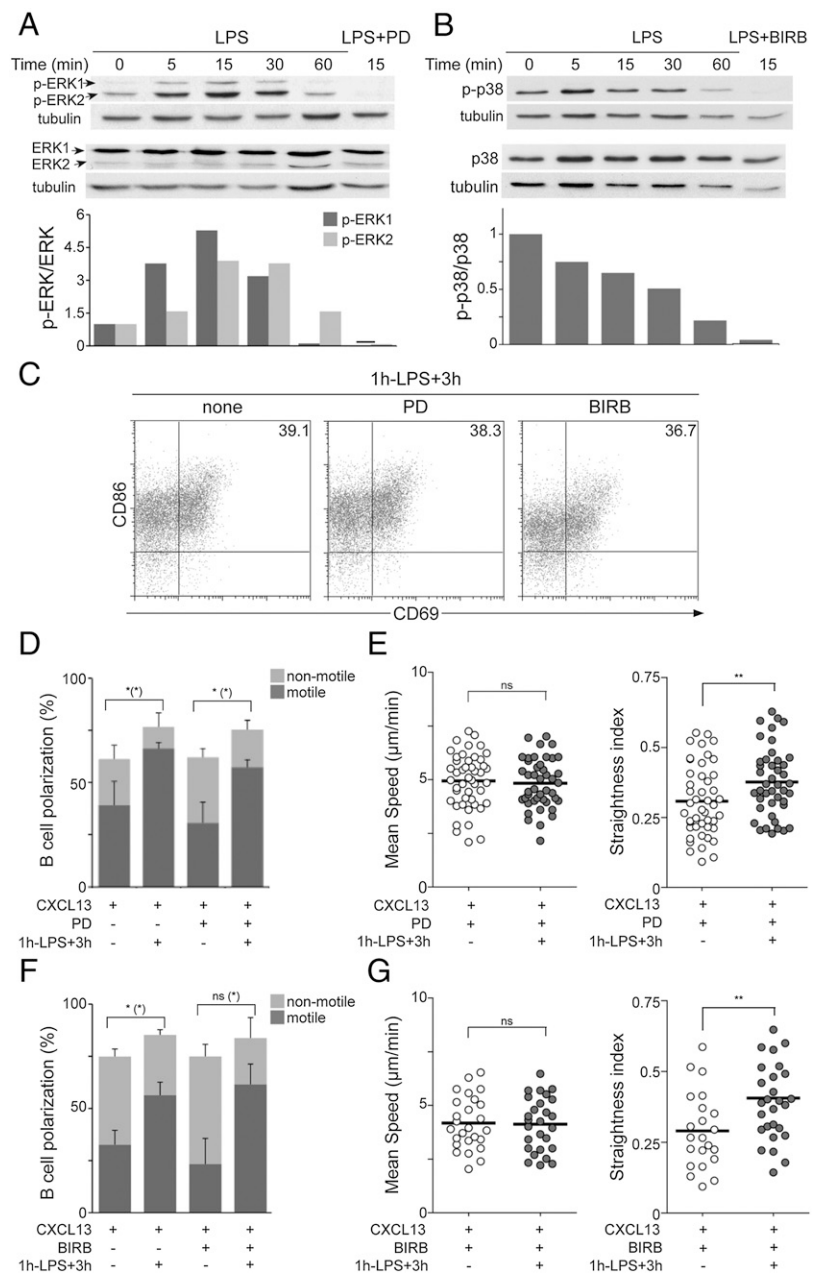 A
LPS LPS+PD
Time (min) 0 5 15 30 60 15
p-ERK1
p-ERK2
tubulin
ERK1
ERK2
tubulin
6
4.5
3
1.5
0
p-ERK/ERK
p-ERK1
p-ERK2
B
LPS LPS+BIRB
Time (min) 0 5 15 30 60 15
p-p38
tubulin
p38
tubulin
1
0.5
0
p-p38/p38
C
1h-LPS+3h
none PD BIRB
39.1 38.3 36.7
CD86
CD69
D
100
50
0
B cell polarization (%)
non-motile
motile
*(*) * (*)
CXCL13 + + + +
PD - - + +
1h-LPS+3h - + - +
E
10
5
0
Mean Speed (µm/min)
ns
CXCL13 + +
PD + +
1h-LPS+3h - +
0.75
0.5
0.25
0
Straightness index
**
CXCL13 + +
PD + +
1h-LPS+3h - +
F
100
50
0
B cell polarization (%)
non-motile
motile
* (*) ns (*)
CXCL13 + + + +
BIRB - - + +
1h-LPS+3h - + - +
G
10
5
0
Mean Speed (µm/min)
ns
CXCL13 + +
BIRB + +
1h-LPS+3h - +
0.75
0.5
0.25
0
Straightness index
**
CXCL13 + +
BIRB + +
1h-LPS+3h - +